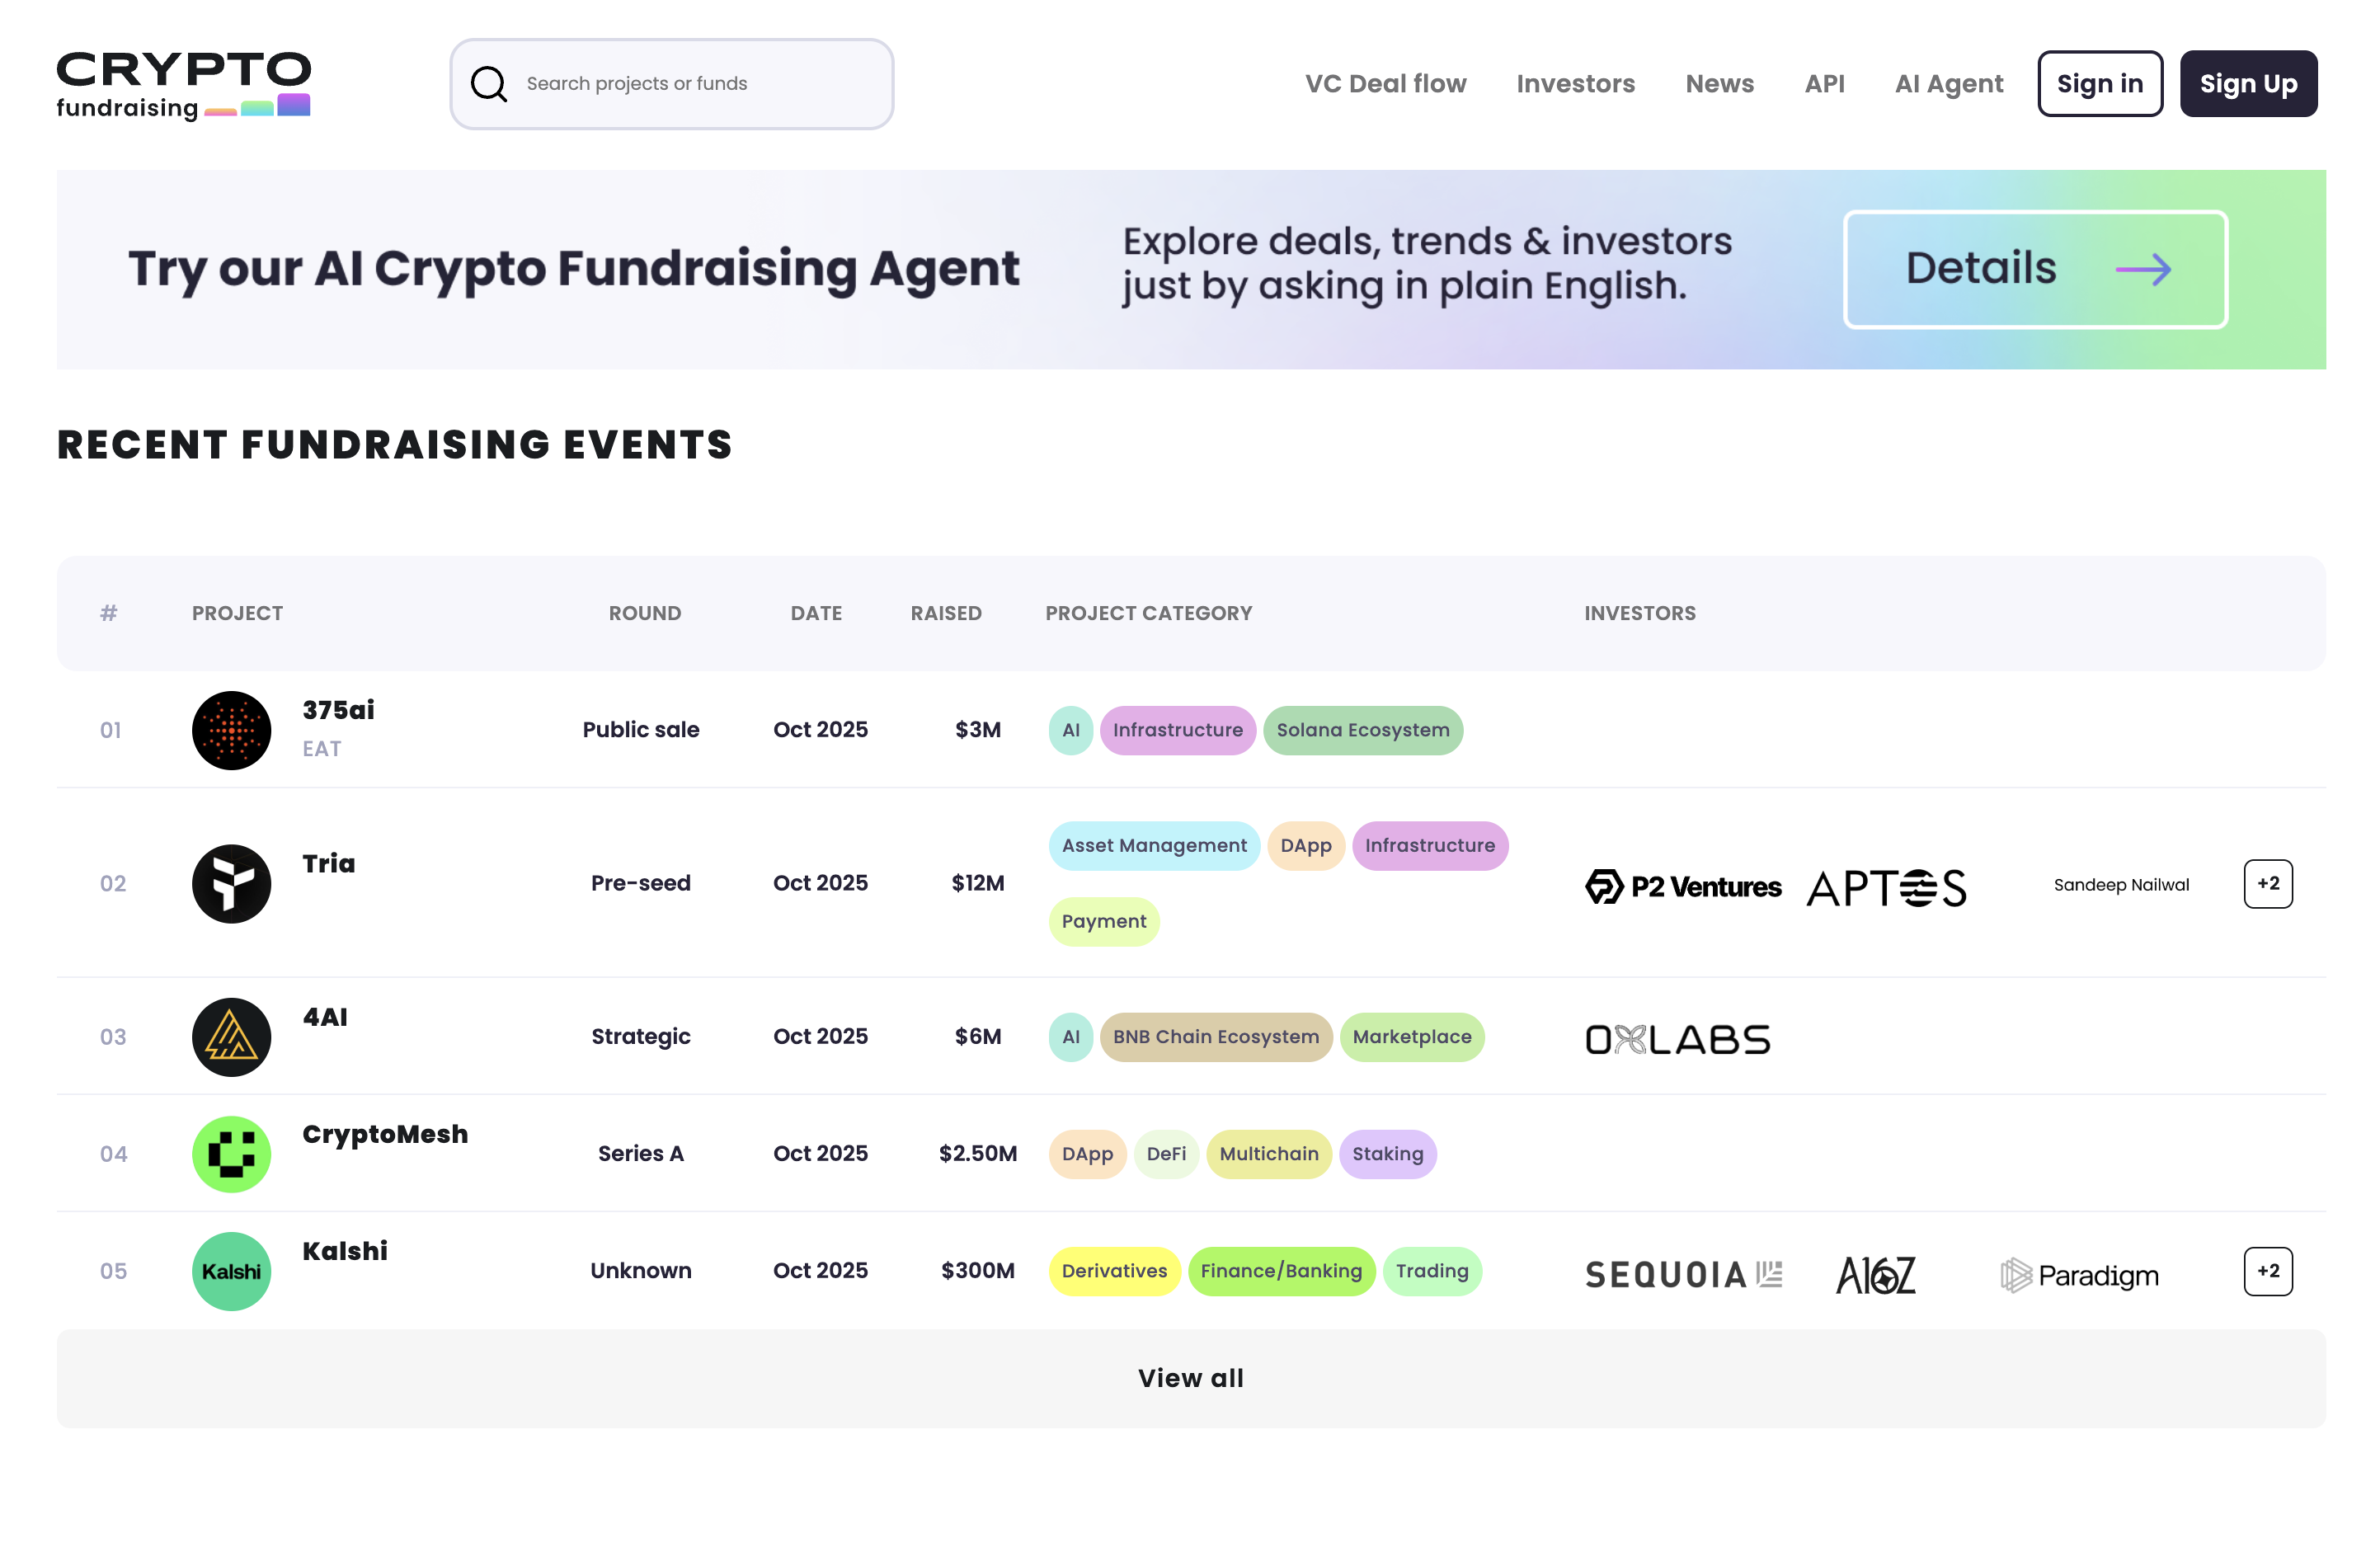 CRYPTO
fundraising
Search projects or funds
VC Deal flow
Investors
News
API
AI Agent
Sign in
Sign Up
Try our AI Crypto Fundraising Agent
Explore deals, trends & investors
just by asking in plain English.
Details
RECENT FUNDRAISING EVENTS
# PROJECT ROUND DATE RAISED PROJECT CATEGORY INVESTORS
01 375ai EAT Public sale Oct 2025 $3M AI Infrastructure Solana Ecosystem
02 Tria Pre-seed Oct 2025 $12M Asset Management DApp Infrastructure Payment P2 Ventures APTOS Sandeep Nailwal +2
03 4AI Strategic Oct 2025 $6M AI BNB Chain Ecosystem Marketplace 0XLABS
04 CryptoMesh Series A Oct 2025 $2.50M DApp DeFi Multichain Staking
05 Kalshi Kalshi Unknown Oct 2025 $300M Derivatives Finance/Banking Trading SEQUOIA A16Z Paradigm +2
View all